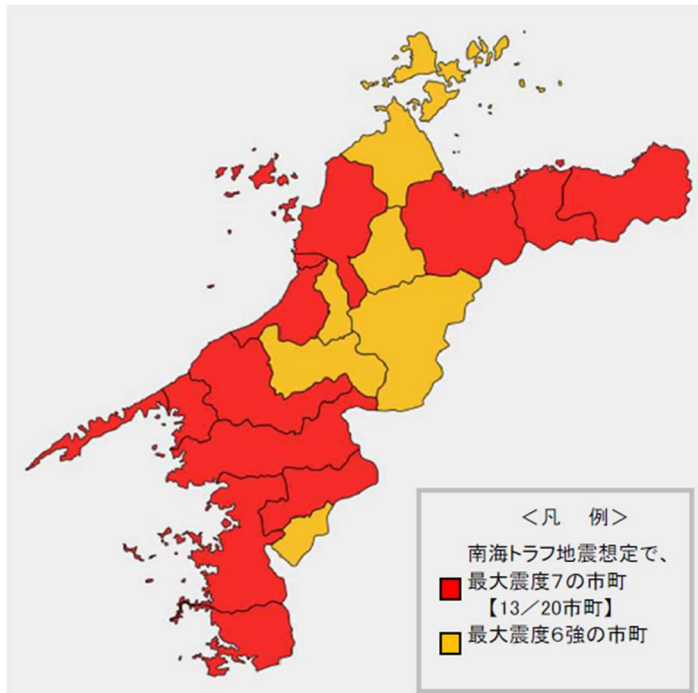 ＜凡　例＞
南海トラフ地震想定で、
最大震度７の市町
【13／20市町】
最大震度６強の市町